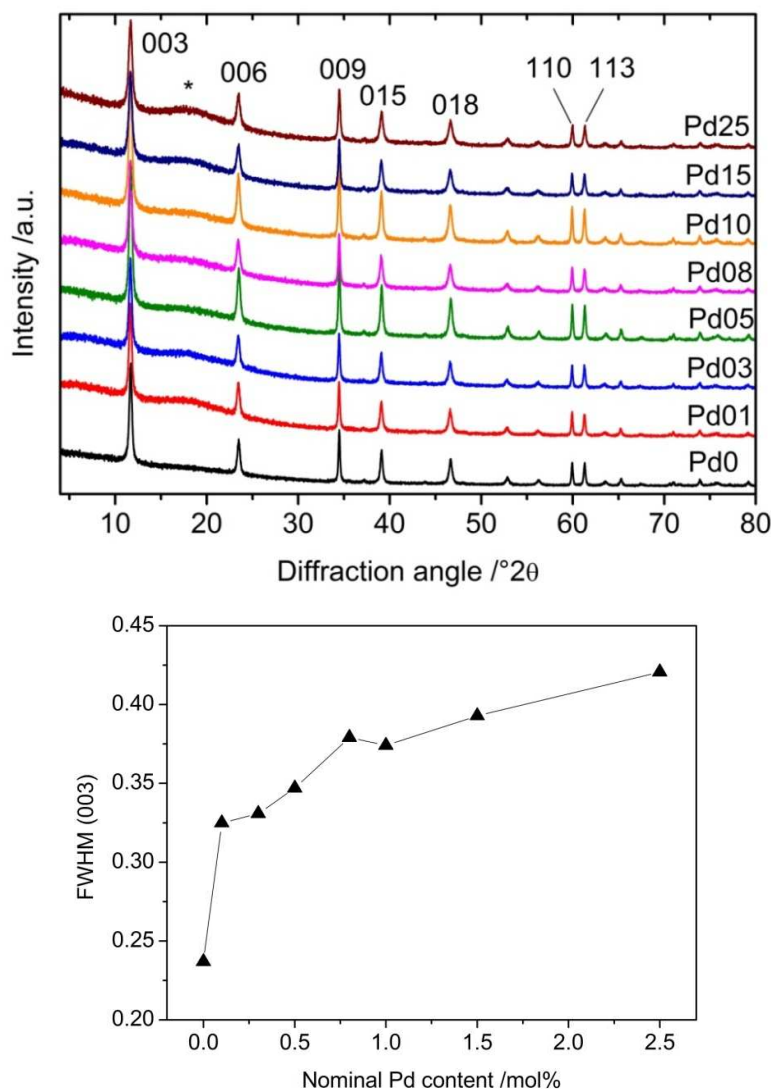 003
*
006
009
015
018
110
113
Pd25
Pd15
Pd10
Pd08
Pd05
Pd03
Pd01
Pd0
Intensity /a.u.
10 20 30 40 50 60 70 80
Diffraction angle /°2θ
0.45
0.40
0.35
0.30
0.25
0.20
FWHM (003)
0.0 0.5 1.0 1.5 2.0 2.5
Nominal Pd content /mol%